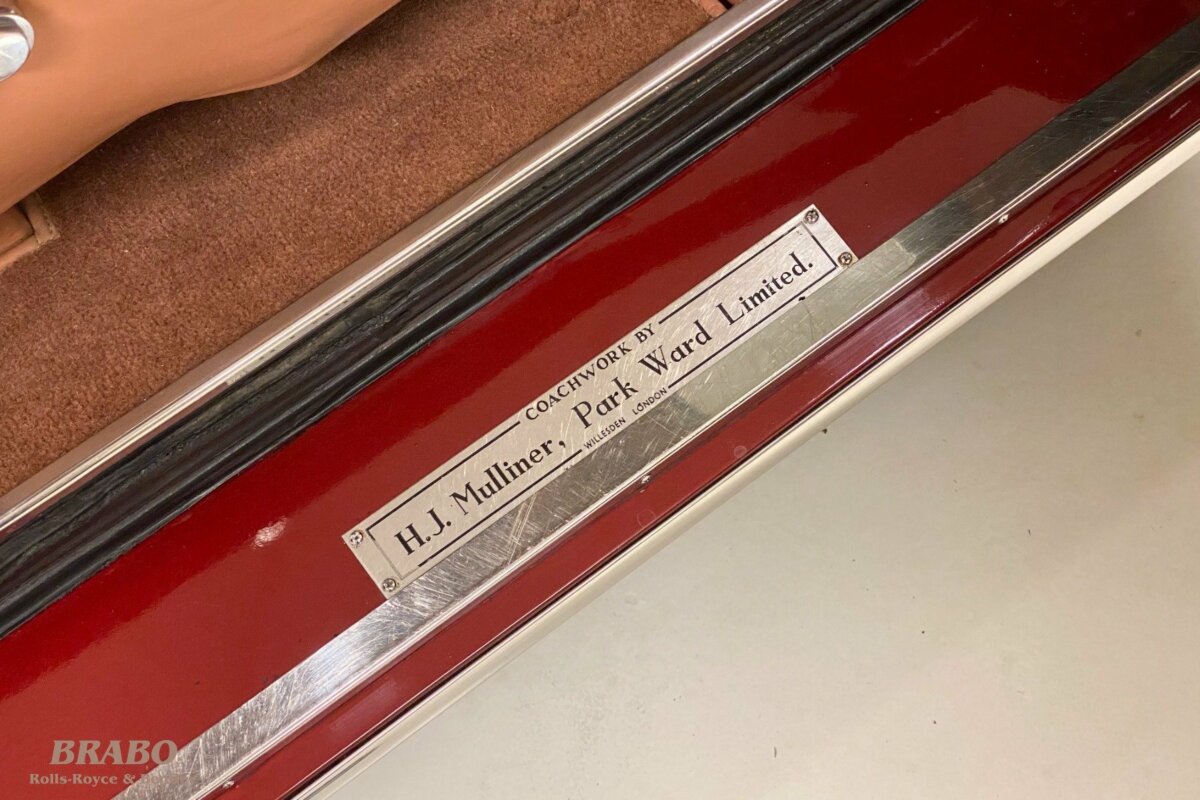 COACHWORK BY
H.J. Mulliner, Park Ward Limited.
WILLESDEN LONDON
BRABO
Rolls-Royce &